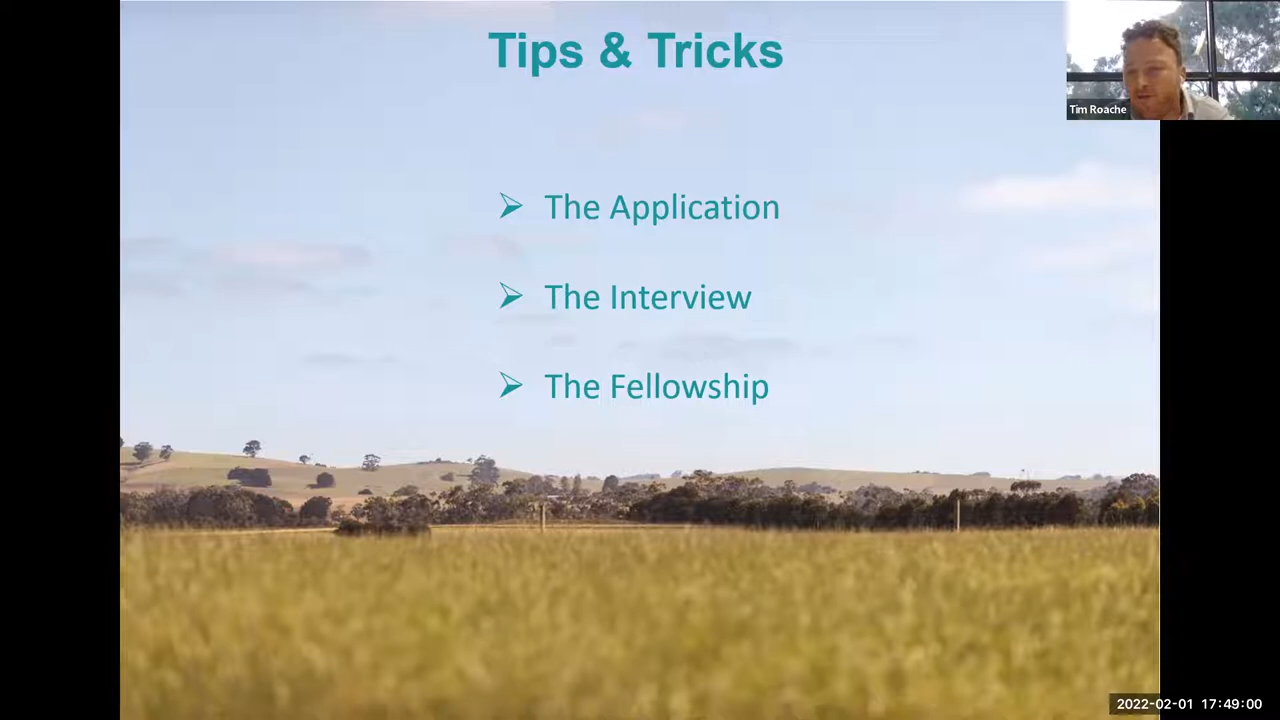 Tips & Tricks
Tim Roache
➢ The Application
➢ The Interview
➢ The Fellowship
2022-02-01 17:49:00